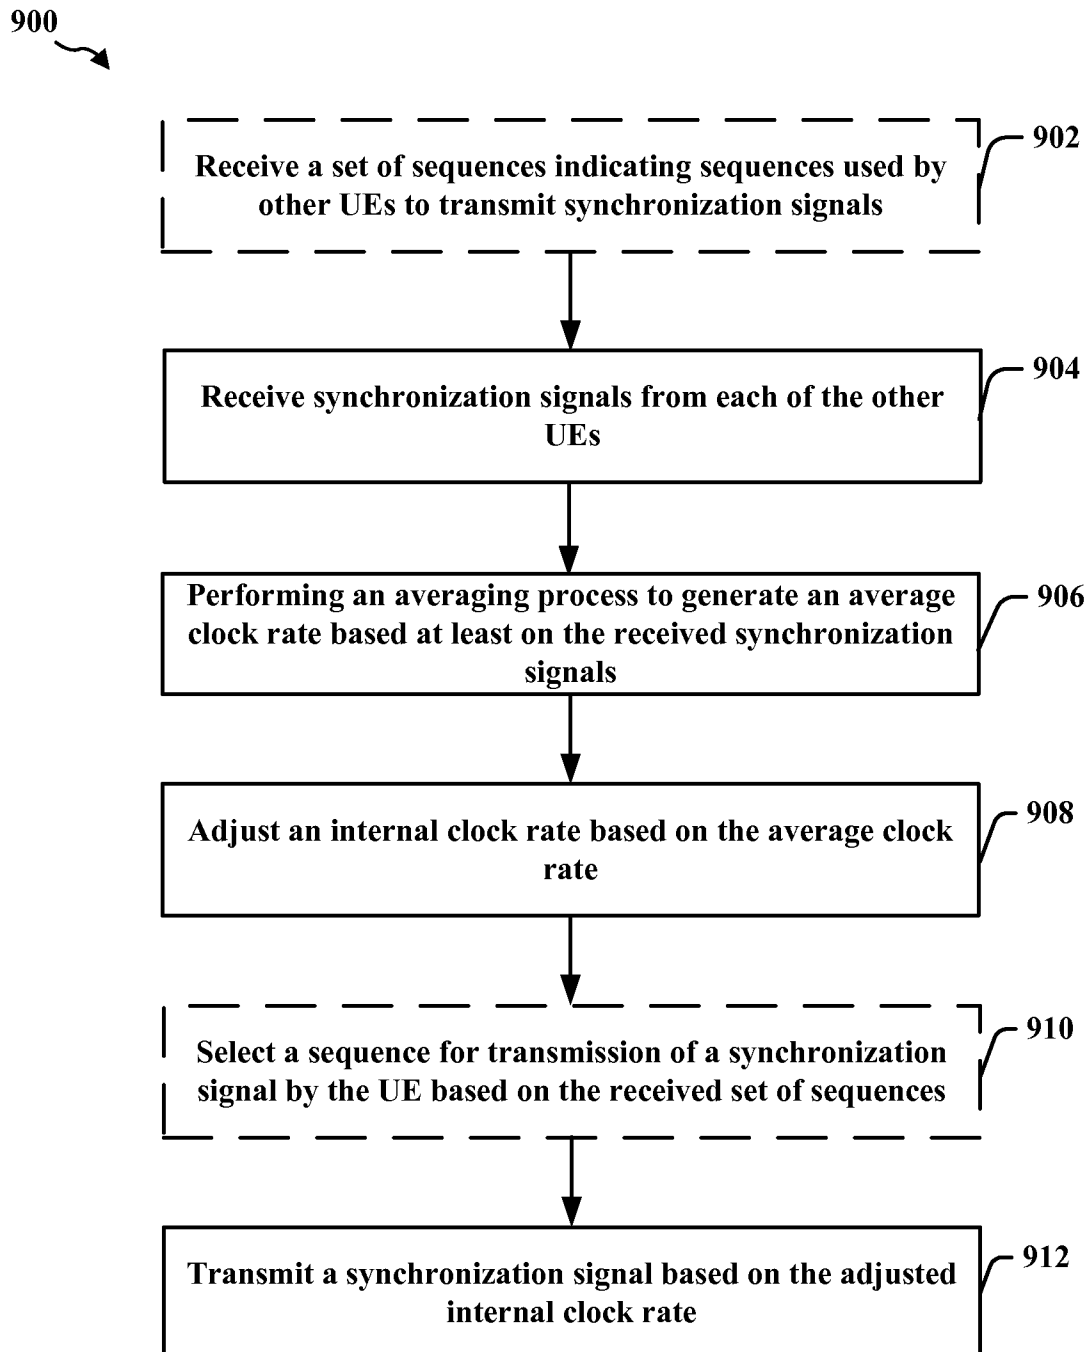 900
902
Receive a set of sequences indicating sequences used by
other UEs to transmit synchronization signals
904
Receive synchronization signals from each of the other
UEs
906
Performing an averaging process to generate an average
clock rate based at least on the received synchronization
signals
908
Adjust an internal clock rate based on the average clock
rate
910
Select a sequence for transmission of a synchronization
signal by the UE based on the received set of sequences
912
Transmit a synchronization signal based on the adjusted
internal clock rate